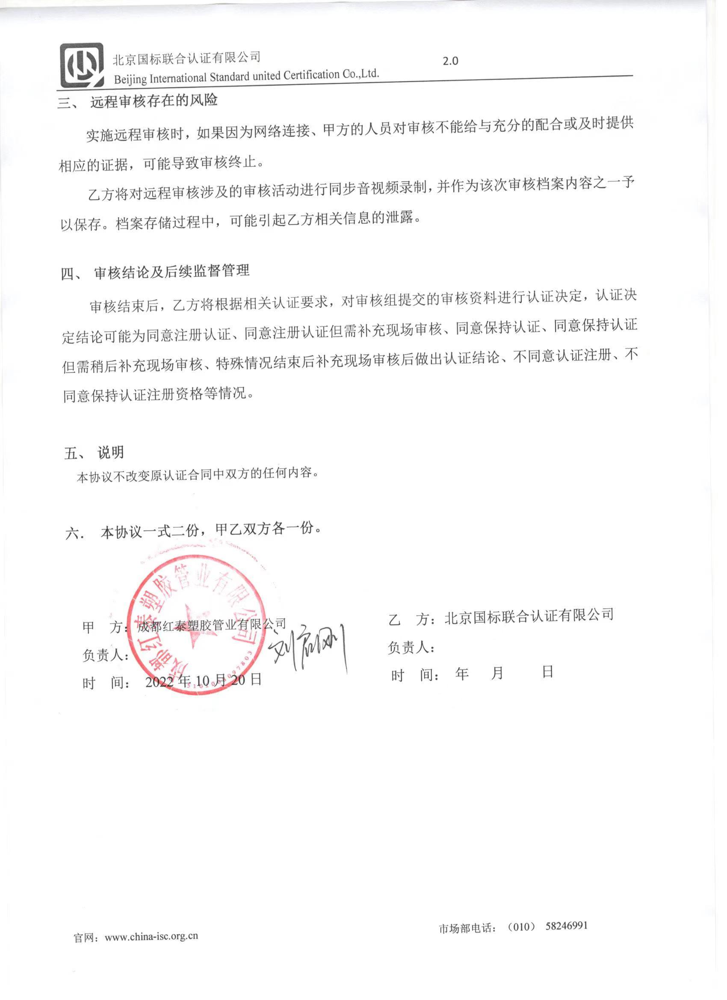 北京国标联合认证有限公司
2.0
Beijing International Standard united Certification Co.,Ltd.
三、 远程审核存在的风险
实施远程审核时，如果因为网络连接、甲方的人员对审核不能给与充分的配合或及时提供
相应的证据，可能导致审核终止。
乙方将对远程审核涉及的审核活动进行同步音视频录制，并作为该次审核档案内容之一予
以保存。档案存储过程中，可能引起乙方相关信息的泄露。
四、 审核结论及后续监督管理
审核结束后，乙方将根据相关认证要求，对审核组提交的审核资料进行认证决定，认证决
定结论可能为同意注册认证、同意注册认证但需补充现场审核、同意保持认证、同意保持认证
但需稍后补充现场审核、特殊情况结束后补充现场审核后做出认证结论、不同意认证注册、不
同意保持认证注册资格等情况。
五、 说明
本协议不改变原认证合同中双方的任何内容。
六. 本协议一式二份，甲乙双方各一份。
成都红泰塑胶管业有限公司
甲 方：成都红泰塑胶管业有限公司
乙 方：北京国标联合认证有限公司
负责人：
负责人：
时 间： 2022 年 10 月 20 日
时 间： 年 月 日
官网：www.china-isc.org.cn
市场部电话：（010） 58246991